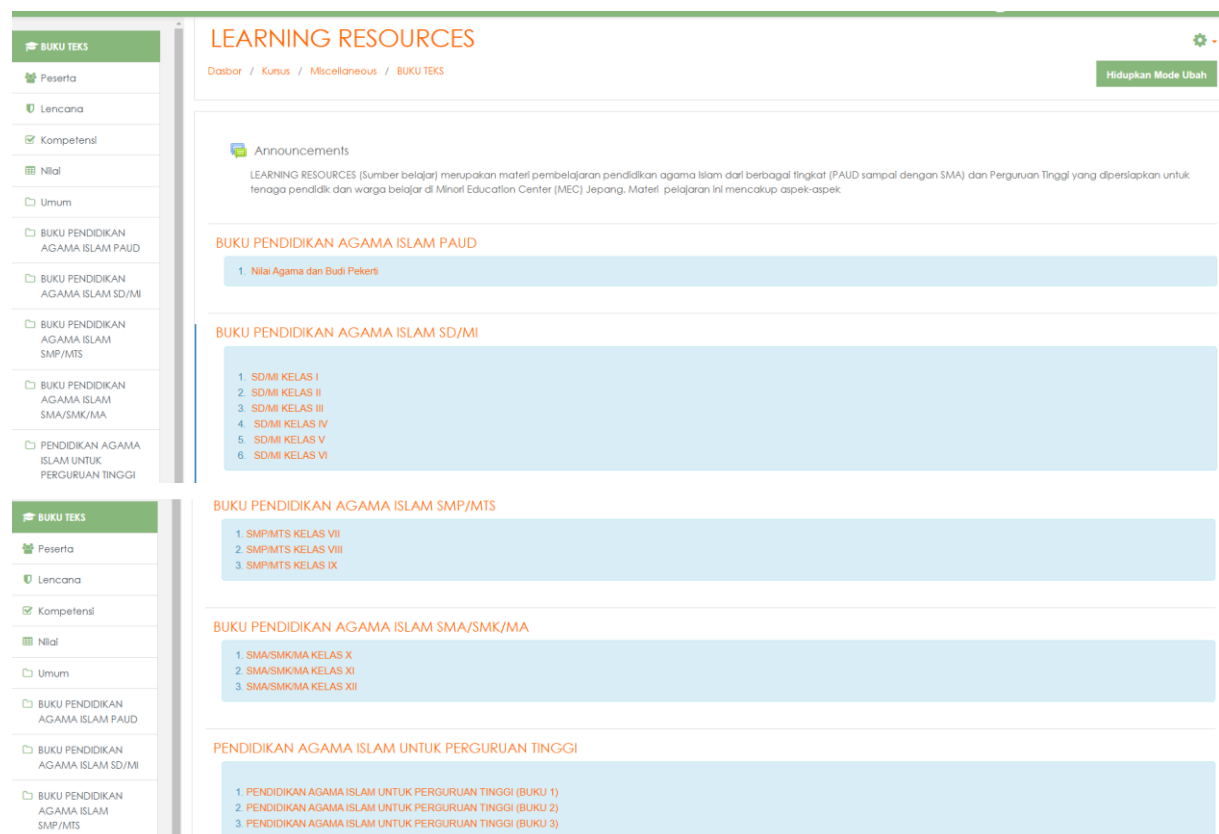 BUKU TEKS
Peserta
Lencana
Kompetensi
Nilai
Umum
BUKU PENDIDIKAN
AGAMA ISLAM PAUD
BUKU PENDIDIKAN
AGAMA ISLAM SD/MI
BUKU PENDIDIKAN
AGAMA ISLAM
SMP/MTS
BUKU PENDIDIKAN
AGAMA ISLAM
SMA/SMK/MA
PENDIDIKAN AGAMA
ISLAM UNTUK
PERGURUAN TINGGI
LEARNING RESOURCES
Dasbor / Kursus / Miscellaneous / BUKU TEKS
Hidupkan Mode Ubah
Announcements
LEARNING RESOURCES (Sumber belajar) merupakan materi pembelajaran pendidikan agama Islam dari berbagai tingkat (PAUD sampai dengan SMA) dan Perguruan Tinggi yang dipersiapkan untuk
tenaga pendidik dan warga belajar di Minori Education Center (MEC) Jepang. Materi pelajaran ini mencakup aspek-aspek
BUKU PENDIDIKAN AGAMA ISLAM PAUD
1. Nilai Agama dan Budi Pekerti
BUKU PENDIDIKAN AGAMA ISLAM SD/MI
1. SD/MI KELAS I
2. SD/MI KELAS II
3. SD/MI KELAS III
4. SD/MI KELAS IV
5. SD/MI KELAS V
6. SD/MI KELAS VI
BUKU TEKS
Peserta
Lencana
Kompetensi
Nilai
Umum
BUKU PENDIDIKAN
AGAMA ISLAM PAUD
BUKU PENDIDIKAN
AGAMA ISLAM SD/MI
BUKU PENDIDIKAN
AGAMA ISLAM
SMP/MTS
BUKU PENDIDIKAN AGAMA ISLAM SMP/MTS
1. SMP/MTS KELAS VII
2. SMP/MTS KELAS VIII
3. SMP/MTS KELAS IX
BUKU PENDIDIKAN AGAMA ISLAM SMA/SMK/MA
1. SMA/SMK/MA KELAS X
2. SMA/SMK/MA KELAS XI
3. SMA/SMK/MA KELAS XII
PENDIDIKAN AGAMA ISLAM UNTUK PERGURUAN TINGGI
1. PENDIDIKAN AGAMA ISLAM UNTUK PERGURUAN TINGGI (BUKU 1)
2. PENDIDIKAN AGAMA ISLAM UNTUK PERGURUAN TINGGI (BUKU 2)
3. PENDIDIKAN AGAMA ISLAM UNTUK PERGURUAN TINGGI (BUKU 3)